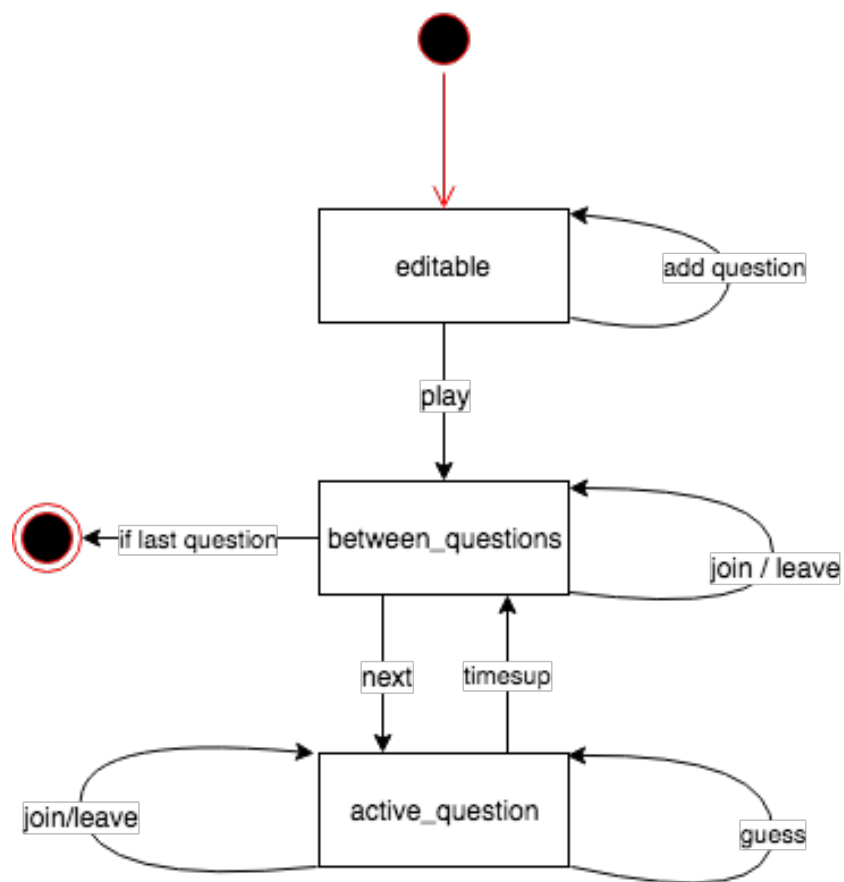 editable
add question
play
if last question
between_questions
join / leave
next
timesup
join/leave
active_question
guess